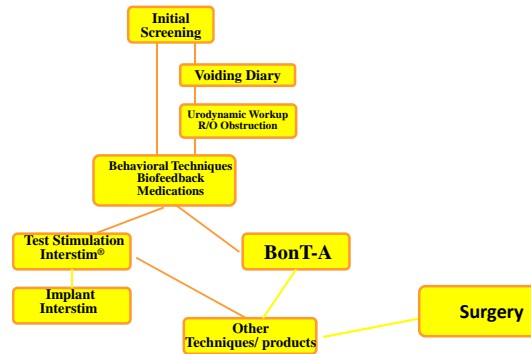 Initial
Screening
Voiding Diary
Urodynamic Workup
R/O Obstruction
Behavioral Techniques
Biofeedback
Medications
Test Stimulation
Interstim®
BonT-A
Implant
Interstim
Other
Techniques/ products
Surgery